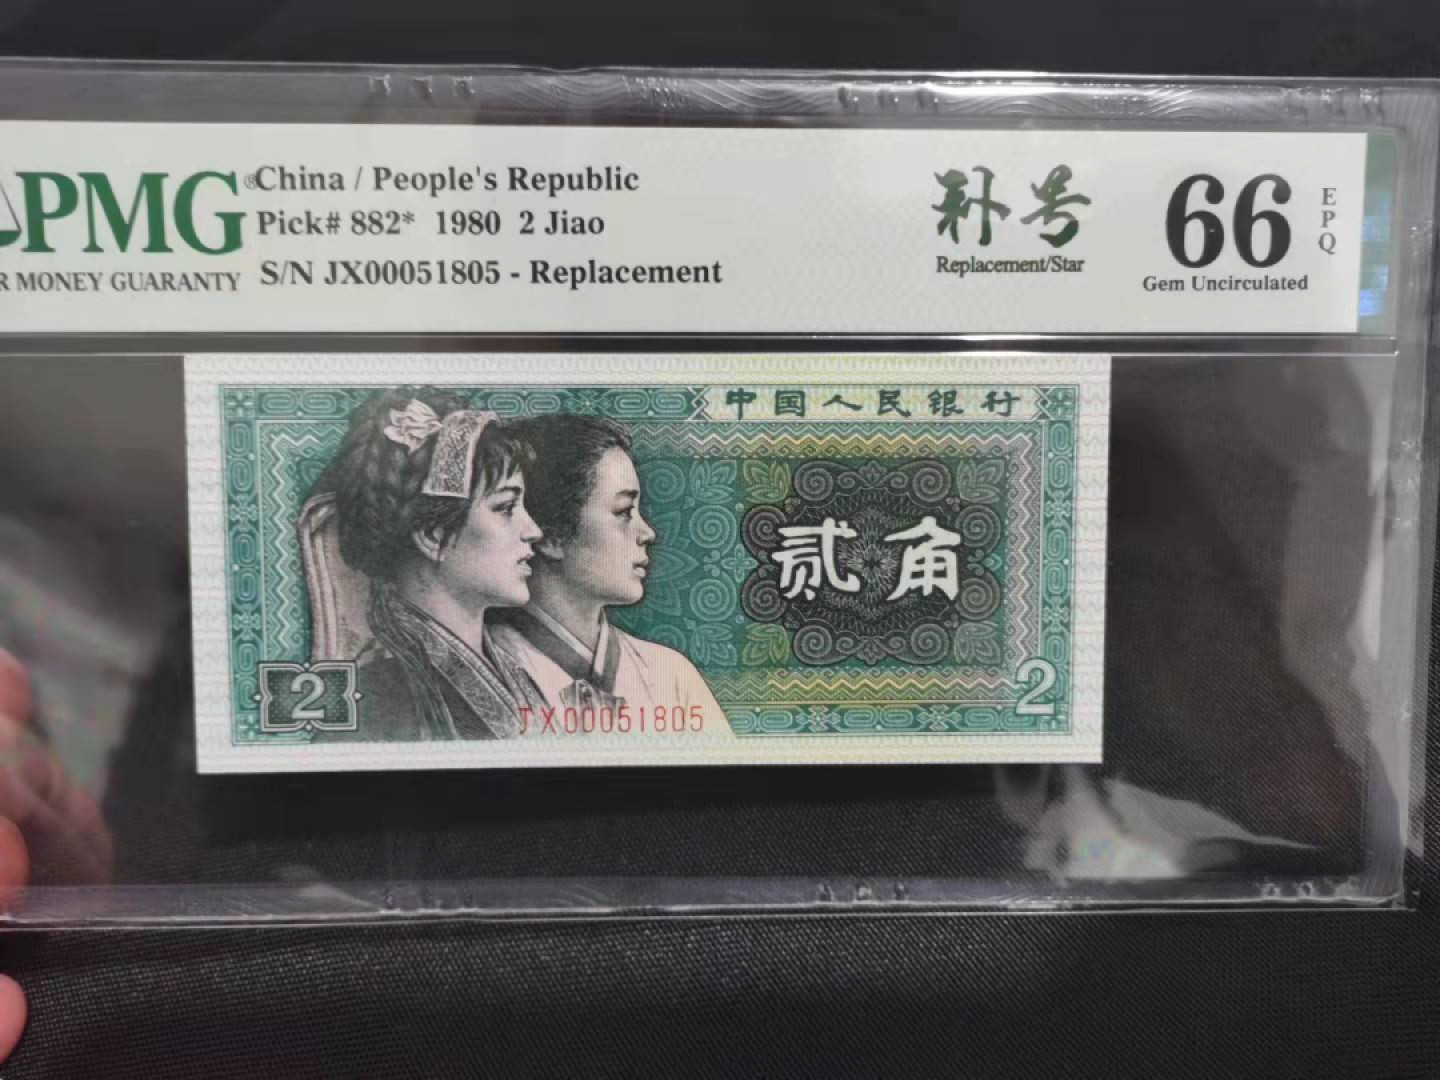 PMG®
R MONEY GUARANTY
China / People's Republic
Pick# 882* 1980 2 Jiao
S/N JX00051805 - Replacement
补号
Replacement/Star
66
Gem Uncirculated
EPQ
中国人民银行
贰角
2
JX00051805
2